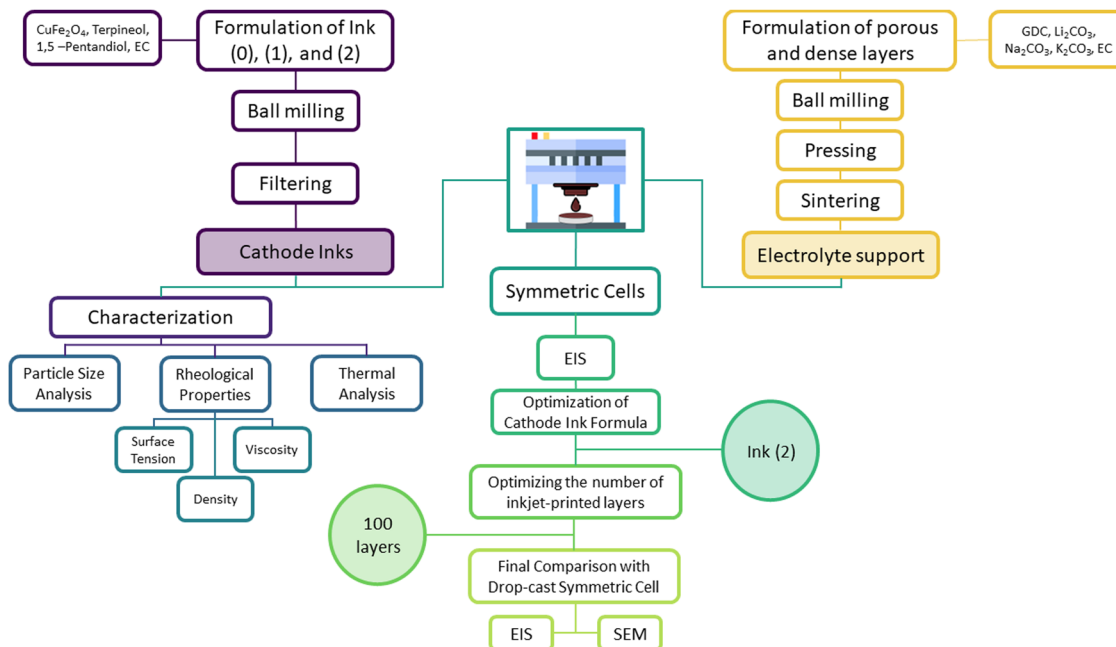 CuFe₂O₄, Terpineol,
1,5 –Pentandiol, EC
Formulation of Ink
(0), (1), and (2)
Ball milling
Filtering
Cathode Inks
Characterization
Particle Size
Analysis
Rheological
Properties
Thermal
Analysis
Surface
Tension
Viscosity
Density
Formulation of porous
and dense layers
GDC, Li₂CO₃,
Na₂CO₃, K₂CO₃, EC
Ball milling
Pressing
Sintering
Electrolyte support
Symmetric Cells
EIS
Optimization of
Cathode Ink Formula
Ink (2)
Optimizing the number of
inkjet-printed layers
100
layers
Final Comparison with
Drop-cast Symmetric Cell
EIS
SEM